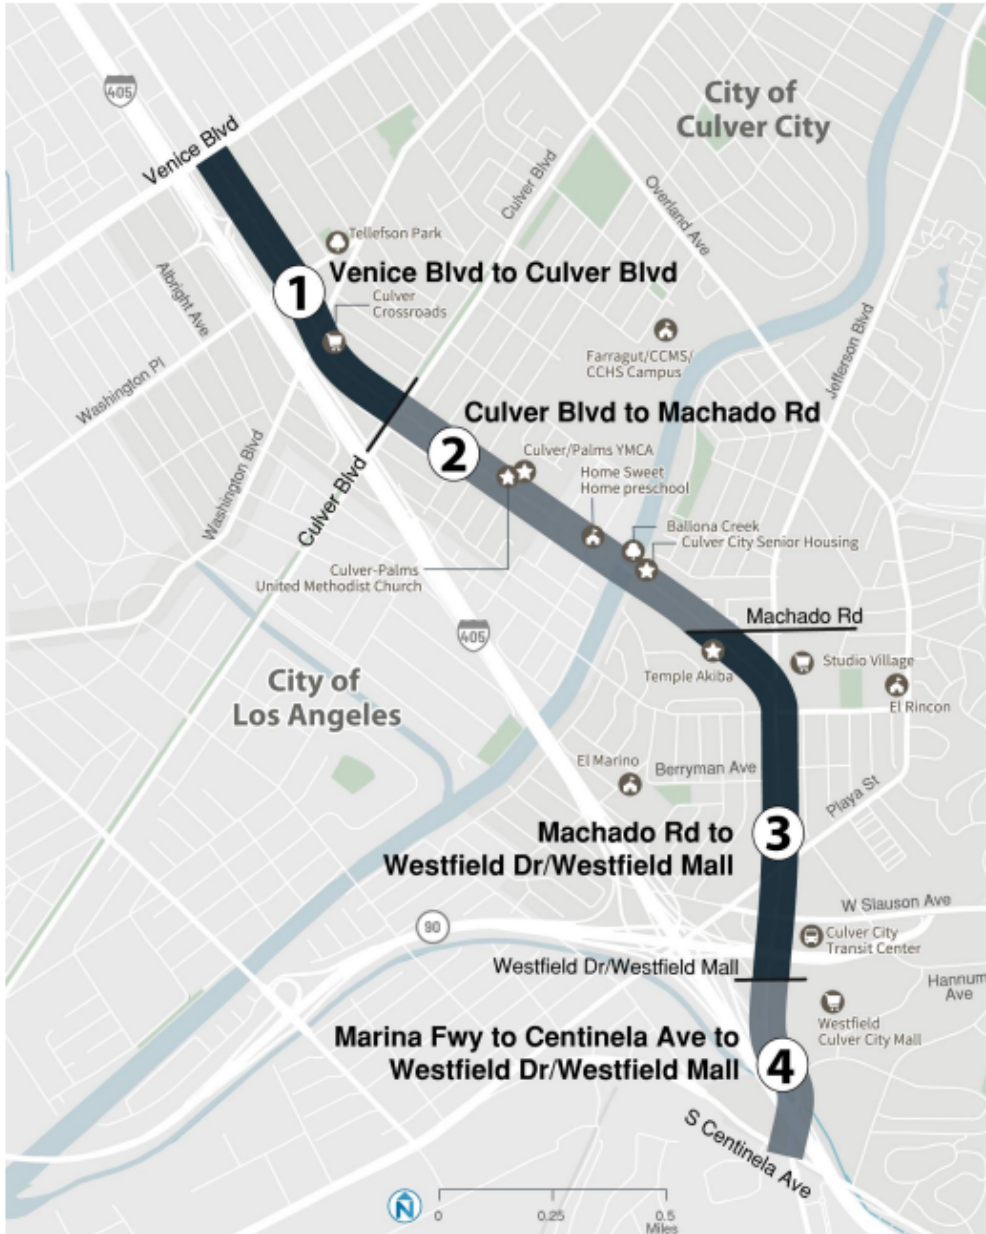 405
City of
Culver City
Venice Blvd
Culver Blvd
Overland Ave
Tellefson Park
Albright Ave
Venice Blvd to Culver Blvd
1
Culver
Crossroads
Farragut/CCMS/
CCHS Campus
Jefferson Blvd
Washington Pl
Culver Blvd to Machado Rd
2
Culver/Palms YMCA
Home Sweet
Home preschool
Washington Blvd
Culver Blvd
Ballona Creek
Culver City Senior Housing
Culver-Palms
United Methodist Church
Machado Rd
405
Studio Village
Temple Akiba
City of
Los Angeles
El Rincon
El Marino
Berryman Ave
Playa St
Machado Rd to
Westfield Dr/Westfield Mall
3
W Slauson Ave
90
Culver City
Transit Center
Westfield Dr/Westfield Mall
Hannum
Ave
Westfield
Culver City Mall
Marina Fwy to Centinela Ave to
Westfield Dr/Westfield Mall
4
S Centinela Ave
N
0
0.25
0.5
Miles